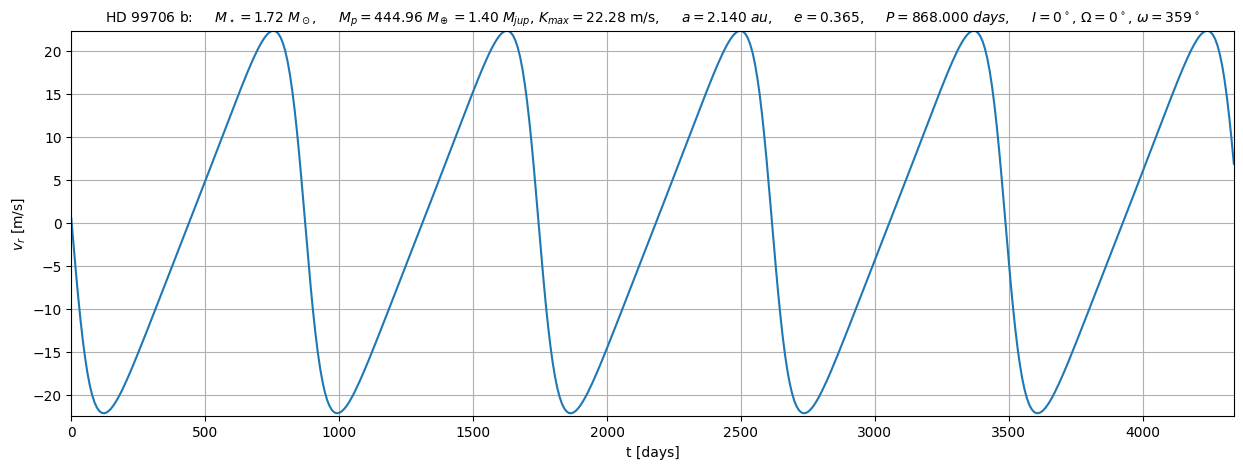 HD 99706 b: M⋆ = 1.72 M⊙, Mp = 444.96 M⊕ = 1.40 Mjup, Kmax = 22.28 m/s, a = 2.140 au, e = 0.365, P = 868.000 days, I = 0°, Ω = 0°, ω = 359°
20
15
10
5
0
−5
−10
−15
−20
vr [m/s]
0 500 1000 1500 2000 2500 3000 3500 4000
t [days]